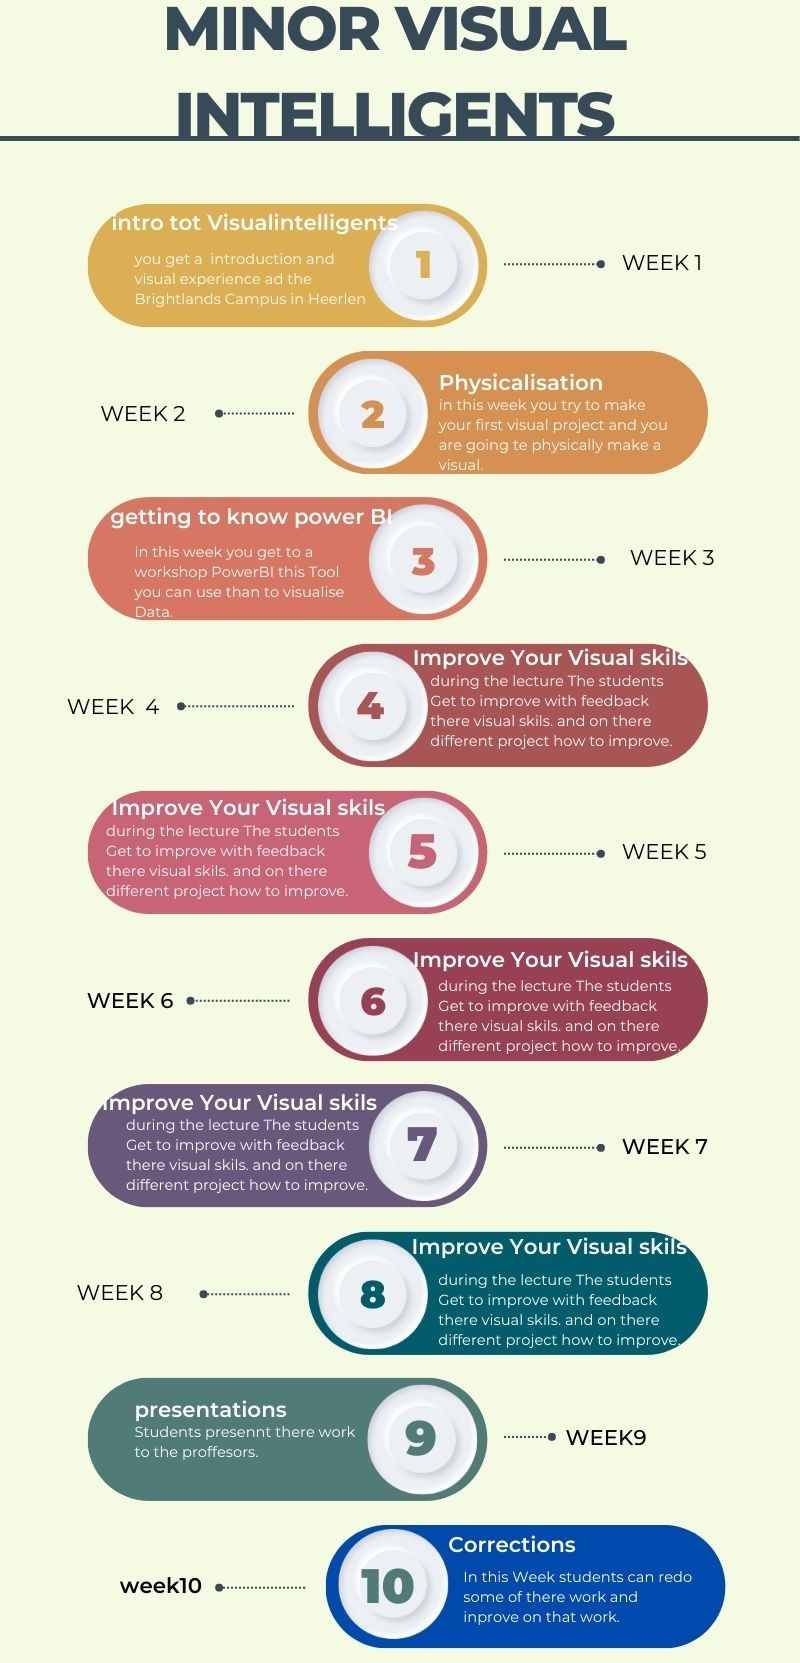 MINOR VISUAL
INTELLIGENTS
intro tot Visualintelligents
you get a introduction and
visual experience ad the
Brightlands Campus in Heerlen
1
WEEK 1
WEEK 2
2
Physicalisation
in this week you try to make
your first visual project and you
are going te physically make a
visual.
getting to know power BI
in this week you get to a
workshop PowerBI this Tool
you can use than to visualise
Data.
3
WEEK 3
WEEK 4
4
Improve Your Visual skils
during the lecture The students
Get to improve with feedback
there visual skils. and on there
different project how to improve.
Improve Your Visual skils
during the lecture The students
Get to improve with feedback
there visual skils. and on there
different project how to improve.
5
WEEK 5
WEEK 6
6
Improve Your Visual skils
during the lecture The students
Get to improve with feedback
there visual skils. and on there
different project how to improve.
Improve Your Visual skils
during the lecture The students
Get to improve with feedback
there visual skils. and on there
different project how to improve.
7
WEEK 7
WEEK 8
8
Improve Your Visual skils
during the lecture The students
Get to improve with feedback
there visual skils. and on there
different project how to improve.
presentations
Students presennt there work
to the proffesors.
9
WEEK9
week10
10
Corrections
In this Week students can redo
some of there work and
inprove on that work.